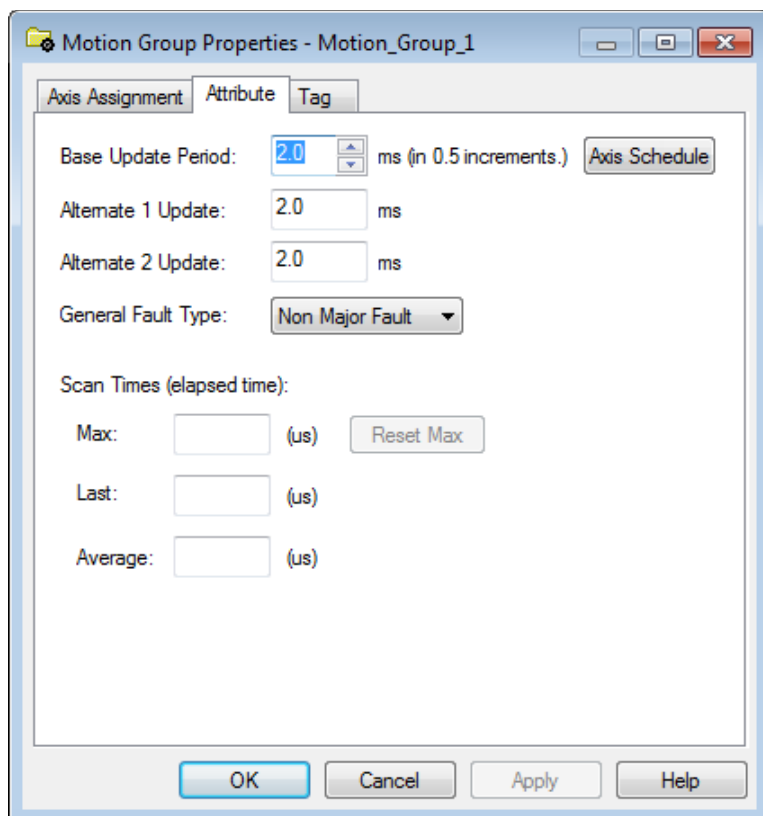 Motion Group Properties - Motion_Group_1
Axis Assignment Attribute Tag
Base Update Period: 2.0 ms (in 0.5 increments.) Axis Schedule
Alternate 1 Update: 2.0 ms
Alternate 2 Update: 2.0 ms
General Fault Type: Non Major Fault
Scan Times (elapsed time):
Max: (us) Reset Max
Last: (us)
Average: (us)
OK Cancel Apply Help